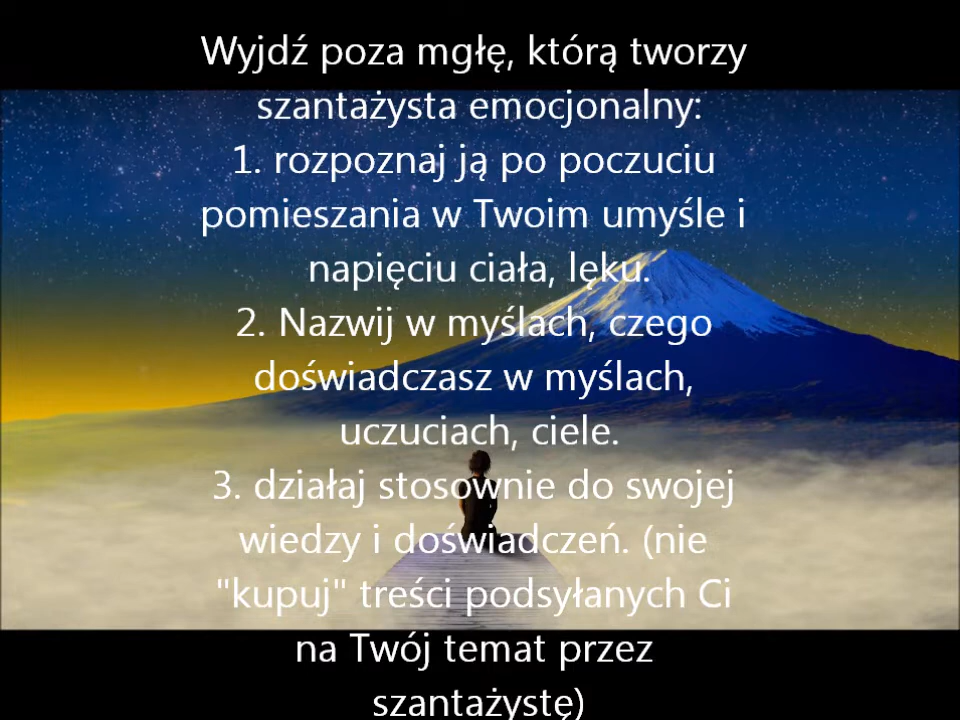 Wyjdź poza mgłę, którą tworzy
szantażysta emocjonalny:
1. rozpoznaj ją po poczuciu
pomieszania w Twoim umyśle i
napięciu ciała, lęku.
2. Nazwij w myślach, czego
doświadczasz w myślach,
uczuciach, ciele.
3. działaj stosownie do swojej
wiedzy i doświadczeń. (nie
"kupuj" treści podsyłanych Ci
na Twój temat przez
szantażystę)